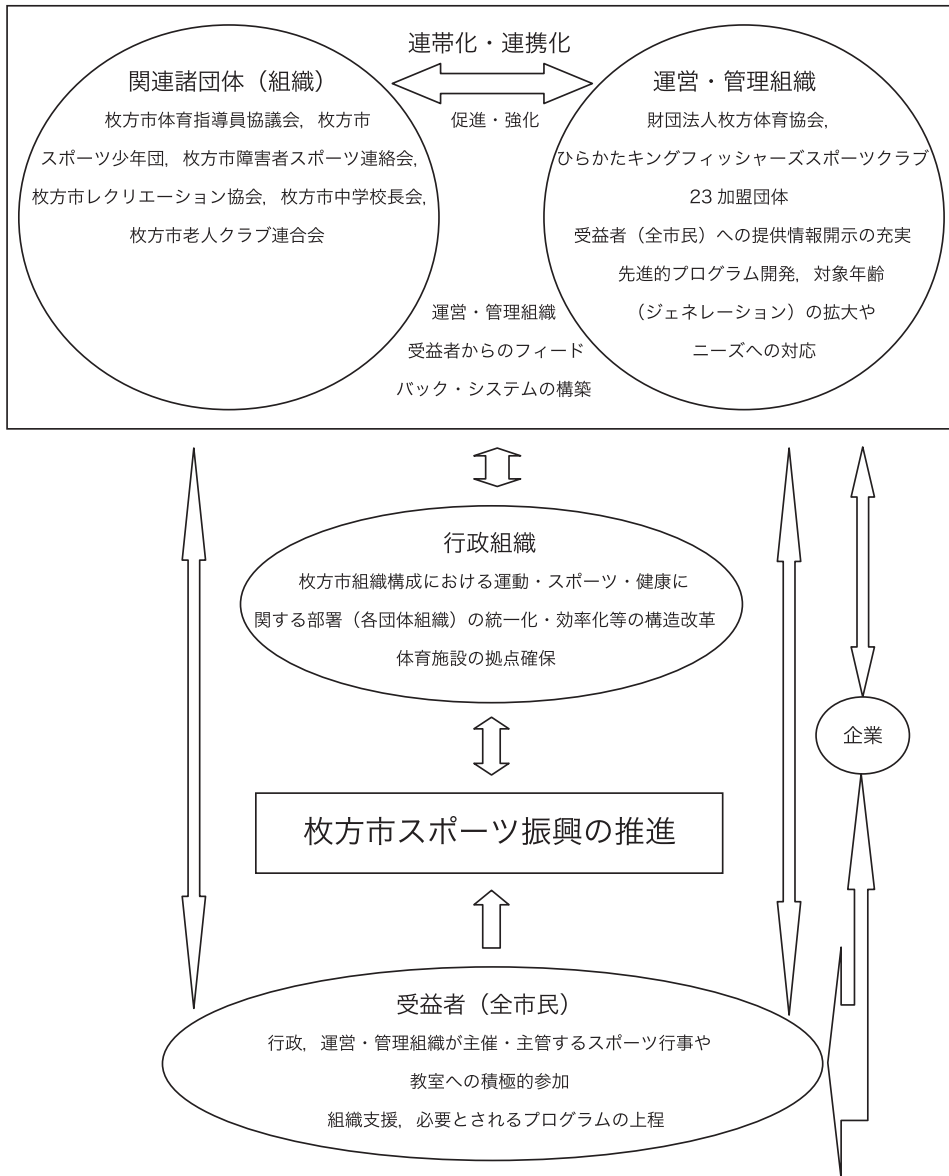 連帯化・連携化
促進・強化
関連諸団体（組織）
枚方市体育指導員協議会，枚方市
スポーツ少年団，枚方市障害者スポーツ連絡会，
枚方市レクリエーション協会，枚方市中学校長会，
枚方市老人クラブ連合会
運営・管理組織
財団法人枚方体育協会，
ひらかたキングフィッシャーズスポーツクラブ
23 加盟団体
受益者（全市民）への提供情報開示の充実
先進的プログラム開発，対象年齢
（ジェネレーション）の拡大や
ニーズへの対応
運営・管理組織
受益者からのフィード
バック・システムの構築
行政組織
枚方市組織構成における運動・スポーツ・健康に
関する部署（各団体組織）の統一化・効率化等の構造改革
体育施設の拠点確保
企業
枚方市スポーツ振興の推進
受益者（全市民）
行政，運営・管理組織が主催・主管するスポーツ行事や
教室への積極的参加
組織支援，必要とされるプログラムの上程